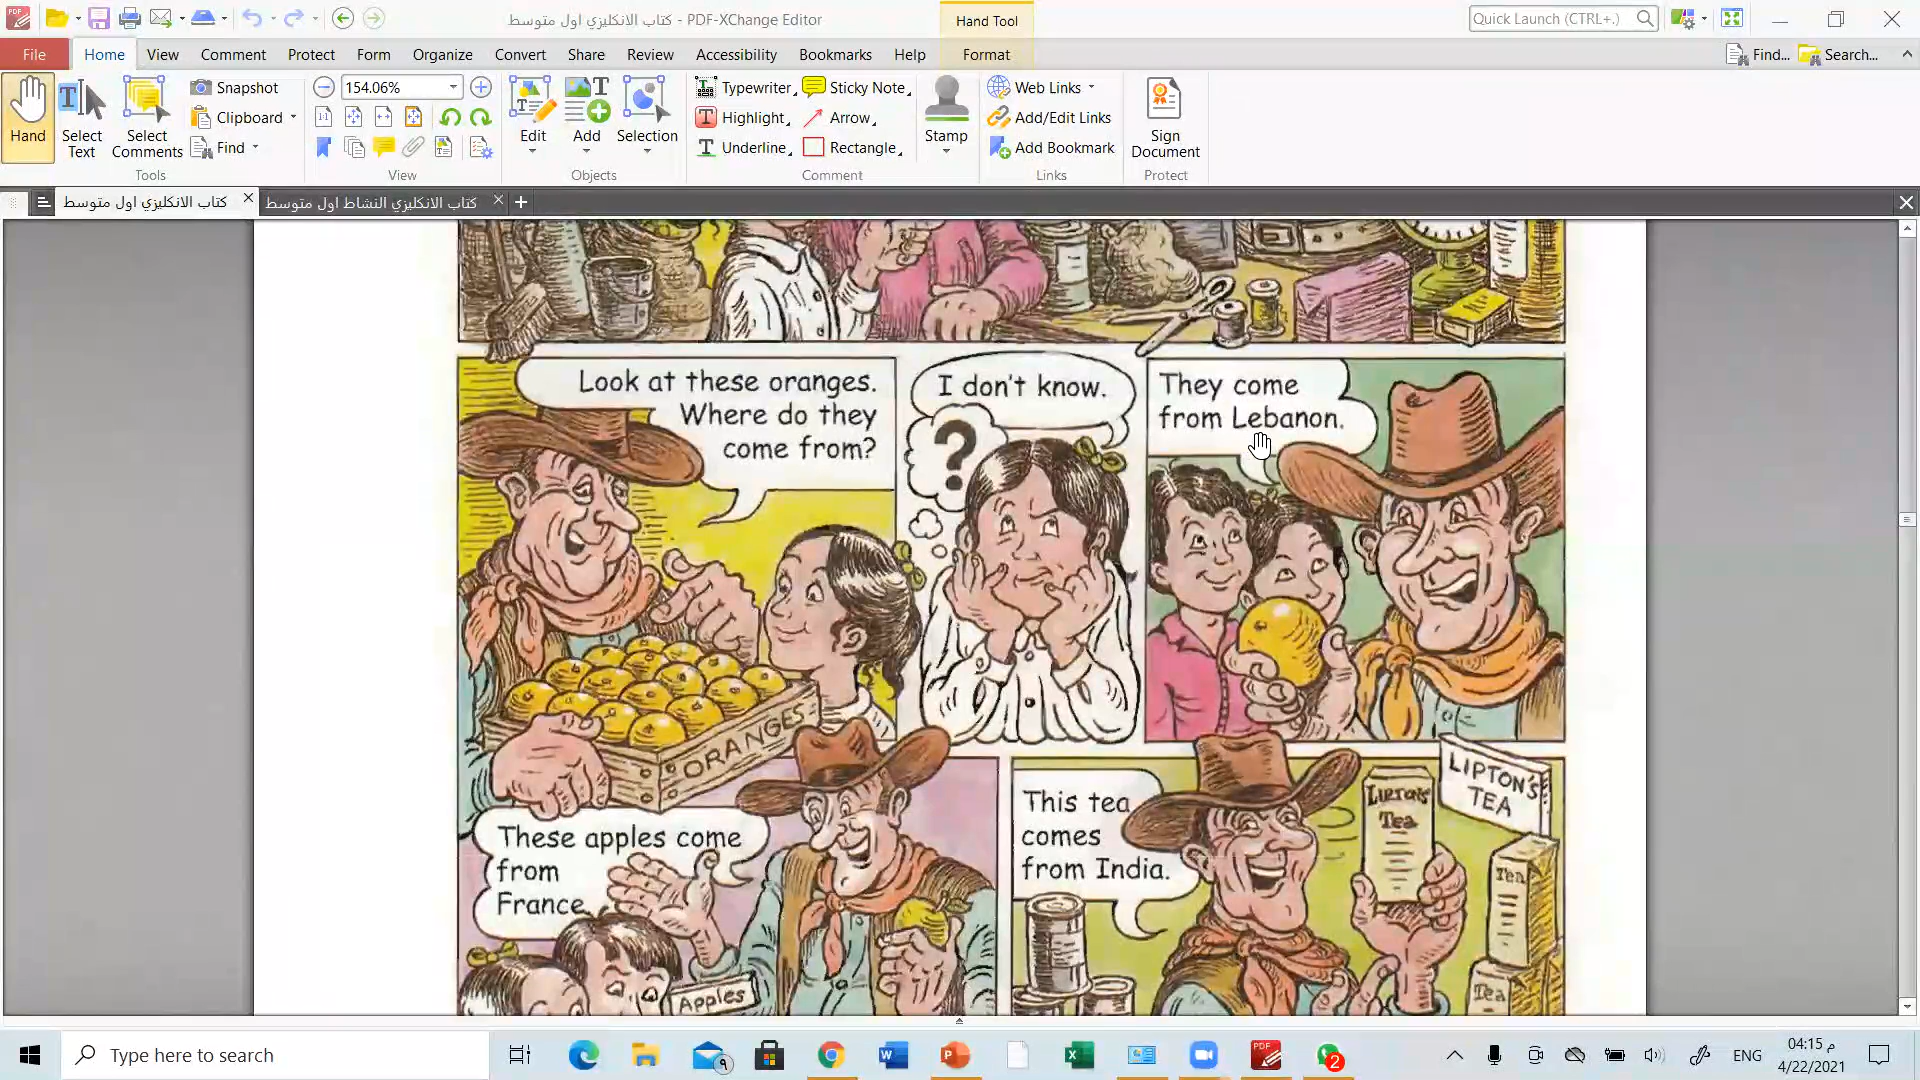 كتاب الانكليزي اول متوسط - PDF-XChange Editor
Hand Tool
Quick Launch (CTRL+.)
File
Home
View
Comment
Protect
Form
Organize
Convert
Share
Review
Accessibility
Bookmarks
Help
Format
Find...
Search...
Hand
Select Text
Select Comments
Snapshot
Clipboard
Find
Tools
154.06%
View
Edit
Add
Selection
Objects
Typewriter
Highlight
Underline
Sticky Note
Arrow
Rectangle
Stamp
Comment
Web Links
Add/Edit Links
Add Bookmark
Links
Sign Document
Protect
كتاب الانكليزي اول متوسط
كتاب الانكليزي النشاط اول متوسط
Look at these oranges.
Where do they
come from?
I don't know.
?
They come
from Lebanon.
ORANGES
These apples come
from
France.
Apples
This tea
comes
from India.
LIPTON'S
Tea
LIPTON'S
TEA
Tea
Tea
Type here to search
٩
2
ENG
04:15 م
4/22/2021